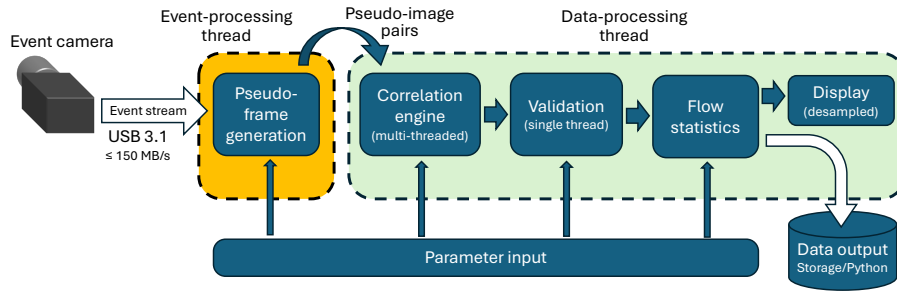 Event camera
Event stream
USB 3.1
≤ 150 MB/s
Event-processing
thread
Pseudo-
frame
generation
Pseudo-image
pairs
Data-processing
thread
Correlation
engine
(multi-threaded)
Validation
(single thread)
Flow
statistics
Display
(desampled)
Parameter input
Data output
Storage/Python